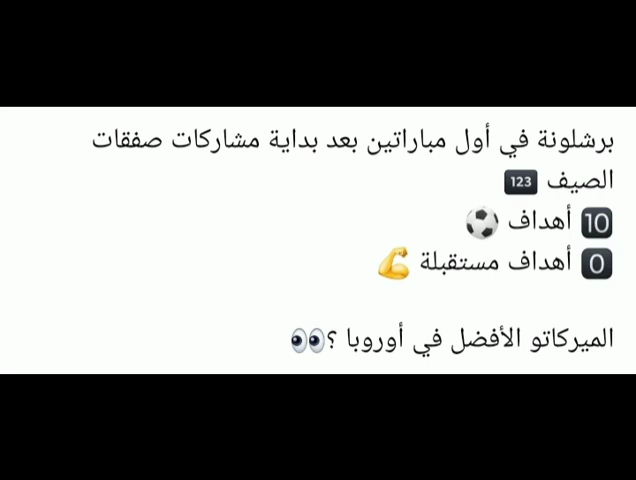 برشلونة في أول مباراتين بعد بداية مشاركات صفقات
الصيف 🔢
🔟 أهداف ⚽
0️⃣ أهداف مستقبلة 💪
الميركاتو الأفضل في أوروبا ؟👀